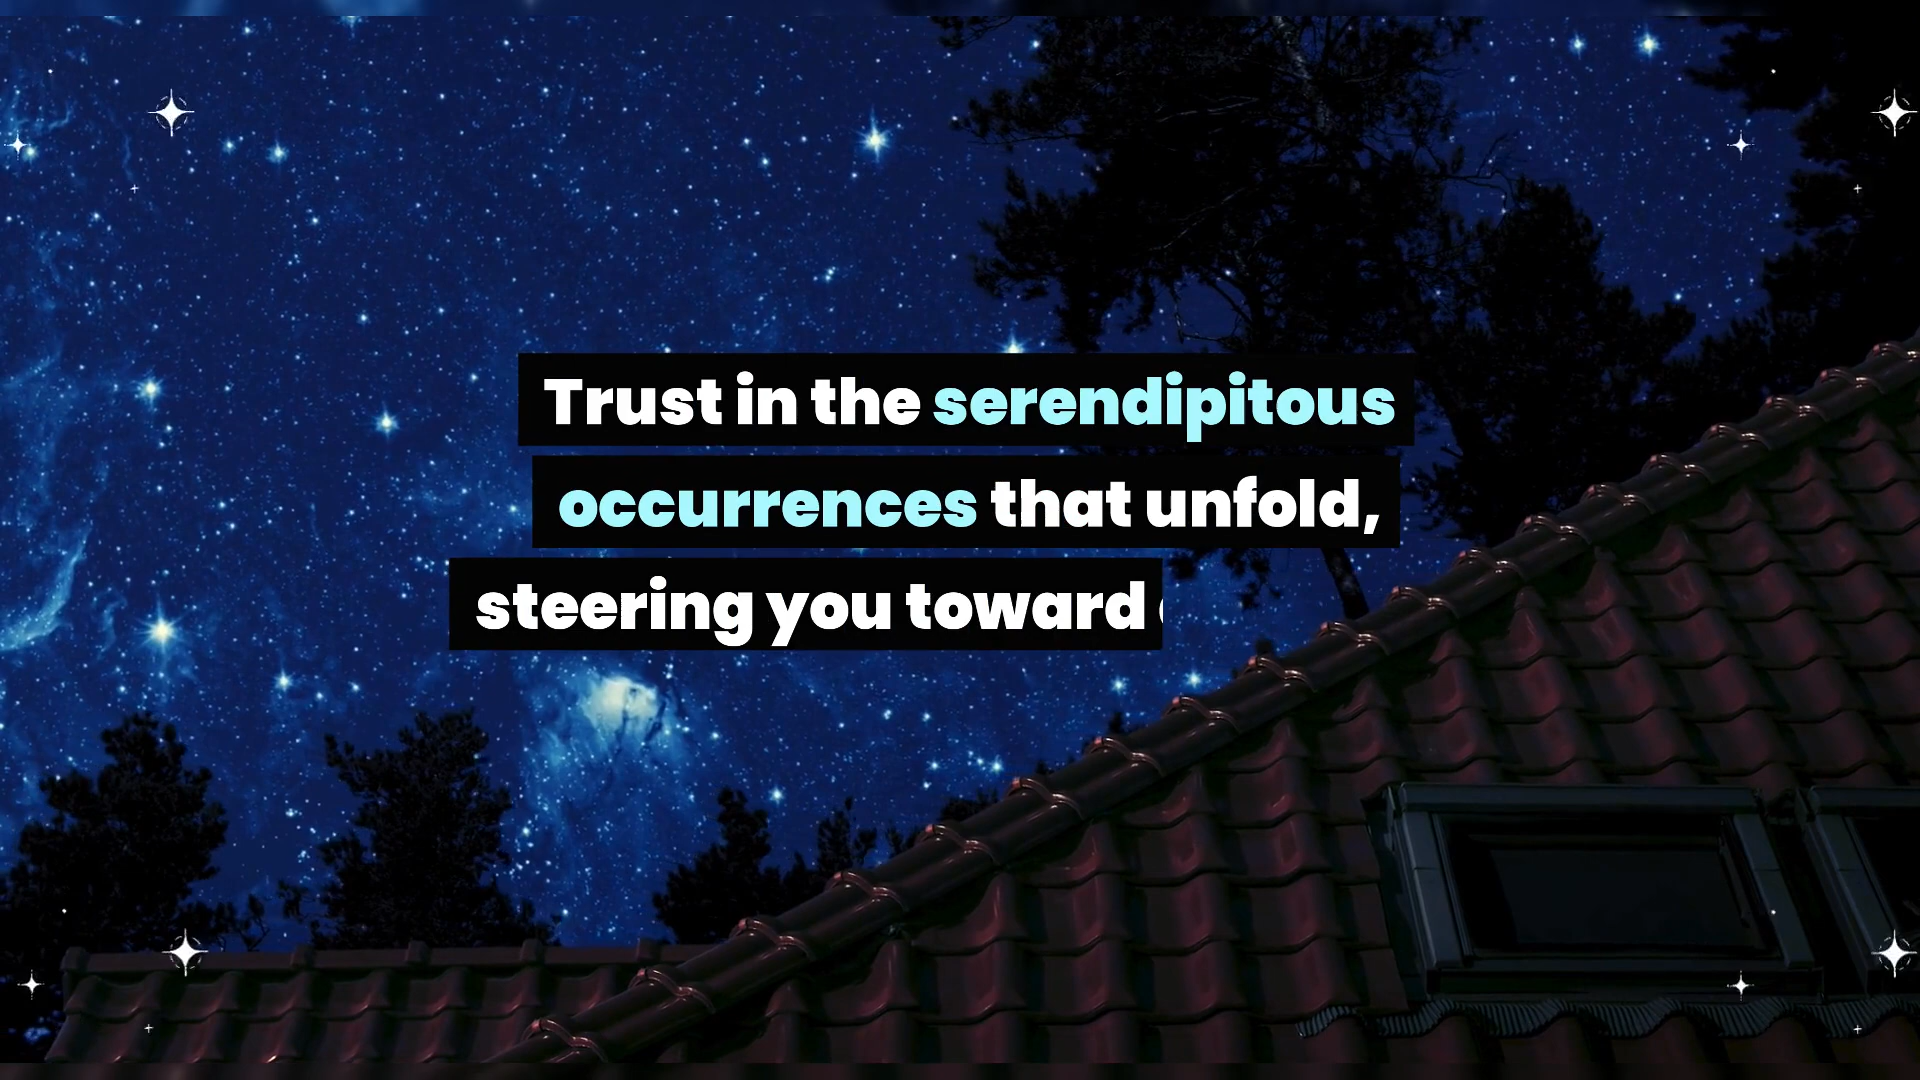 Trust in the serendipitous
occurrences that unfold,
steering you toward